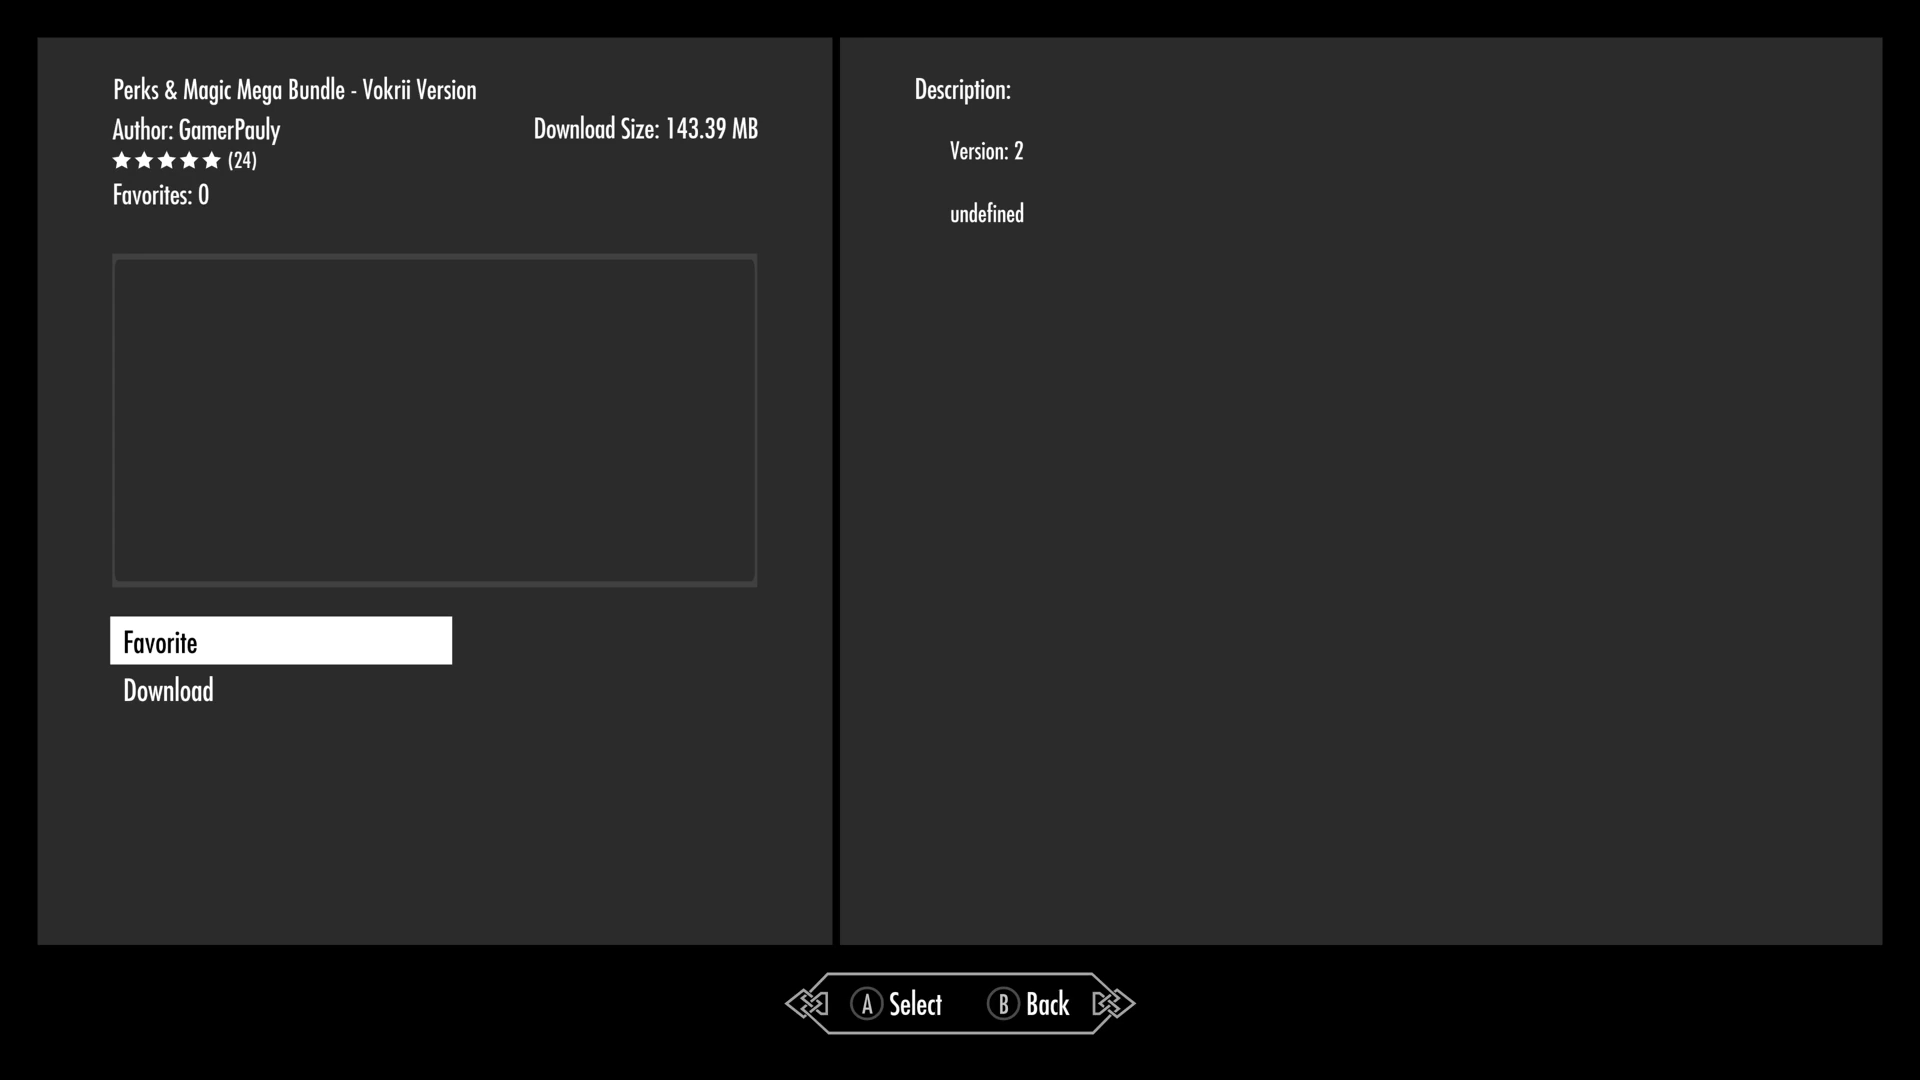 Perks & Magic Mega Bundle - Vokrii Version
Author: GamerPauly
Download Size: 143.39 MB
★★★★★ (24)
Favorites: 0
Favorite
Download
Description:
Version: 2
undefined
A Select B Back